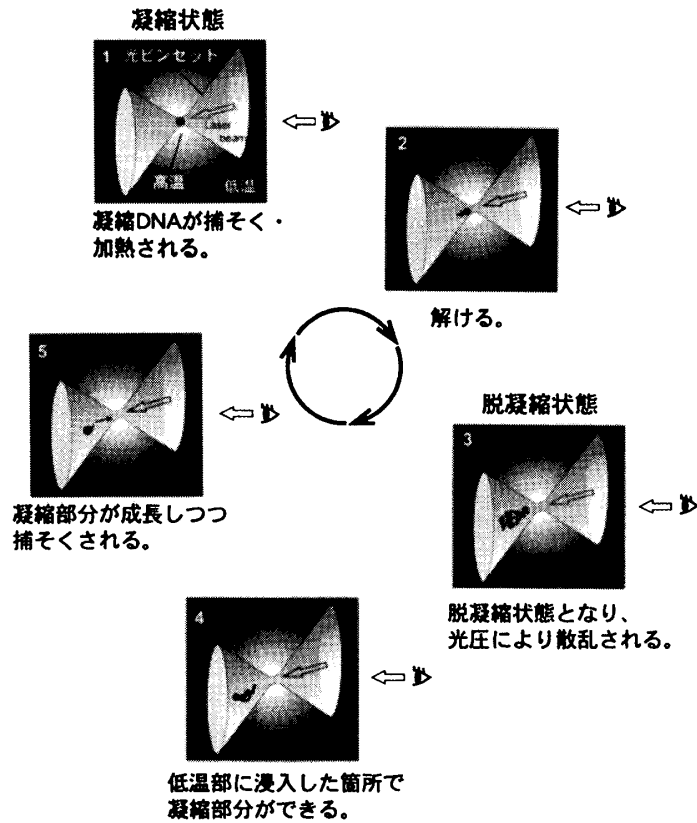 凝縮状態
1 光ピンセット
Laser
beam
高温
低温
凝縮DNAが捕そく・
加熱される。
2
解ける。
脱凝縮状態
3
脱凝縮状態となり、
光圧により散乱される。
4
低温部に浸入した箇所で
凝縮部分ができる。
5
凝縮部分が成長しつつ
捕そくされる。